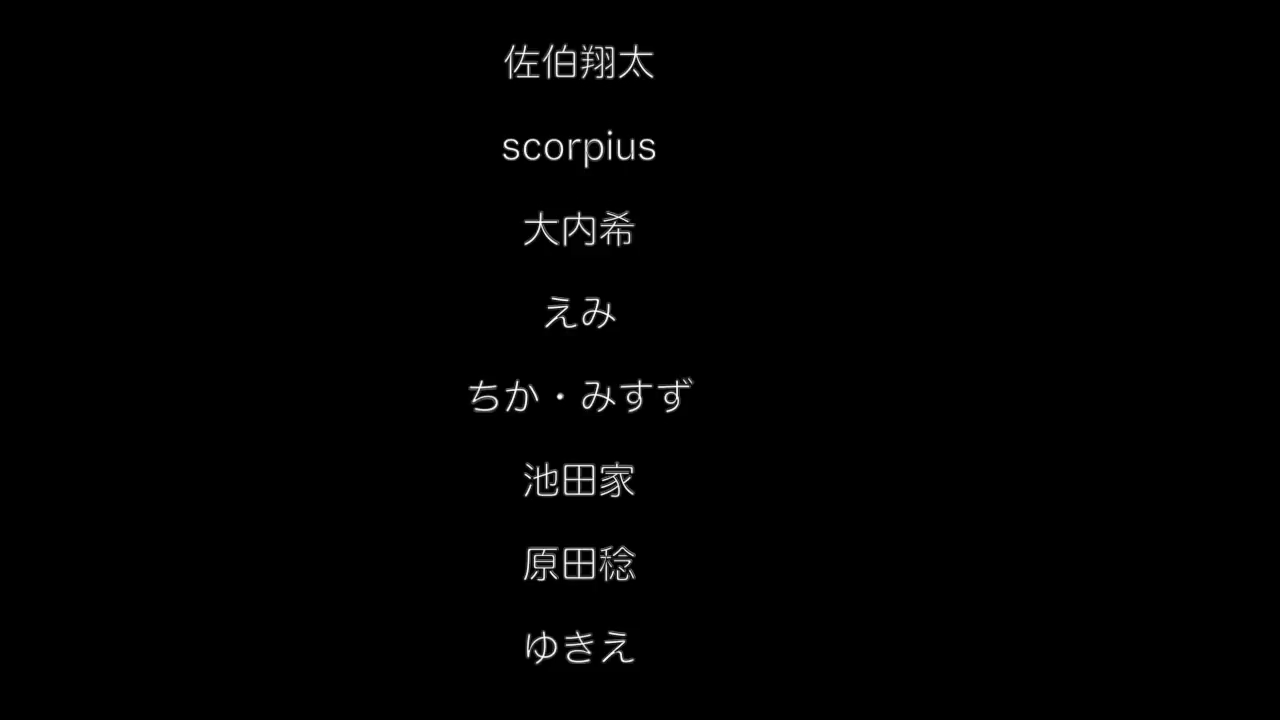 佐伯翔太
scorpius
大内希
えみ
ちか・みすず
池田家
原田稔
ゆきえ